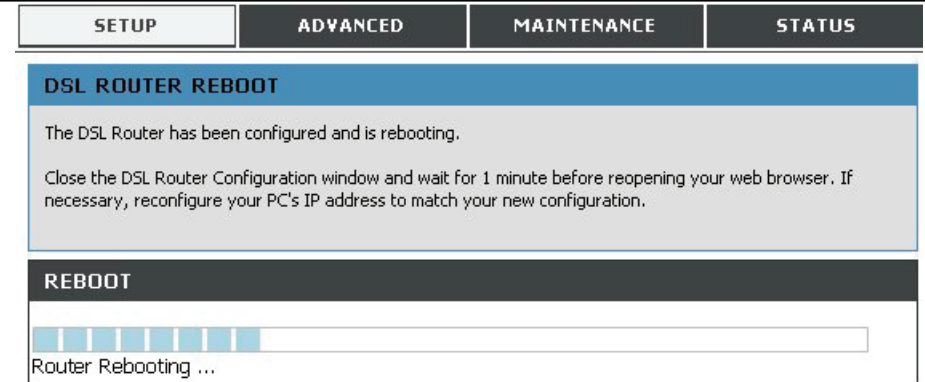 SETUP ADVANCED MAINTENANCE STATUS
DSL ROUTER REBOOT
The DSL Router has been configured and is rebooting.
Close the DSL Router Configuration window and wait for 1 minute before reopening your web browser. If
necessary, reconfigure your PC's IP address to match your new configuration.
REBOOT
Router Rebooting ...